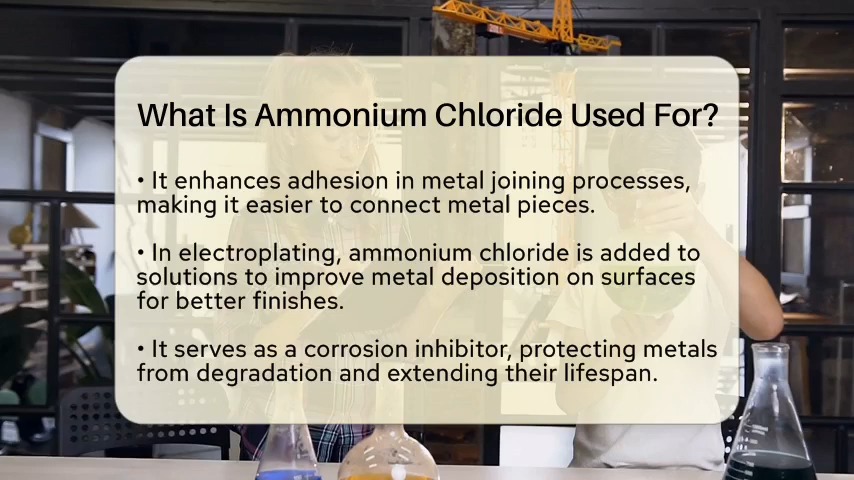 What Is Ammonium Chloride Used For?
• It enhances adhesion in metal joining processes,
making it easier to connect metal pieces.
• In electroplating, ammonium chloride is added to
solutions to improve metal deposition on surfaces
for better finishes.
• It serves as a corrosion inhibitor, protecting metals
from degradation and extending their lifespan.